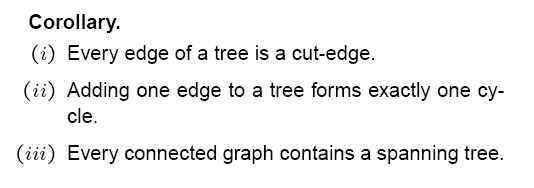 Corollary.
(i) Every edge of a tree is a cut-edge.
(ii) Adding one edge to a tree forms exactly one cy-
cle.
(iii) Every connected graph contains a spanning tree.